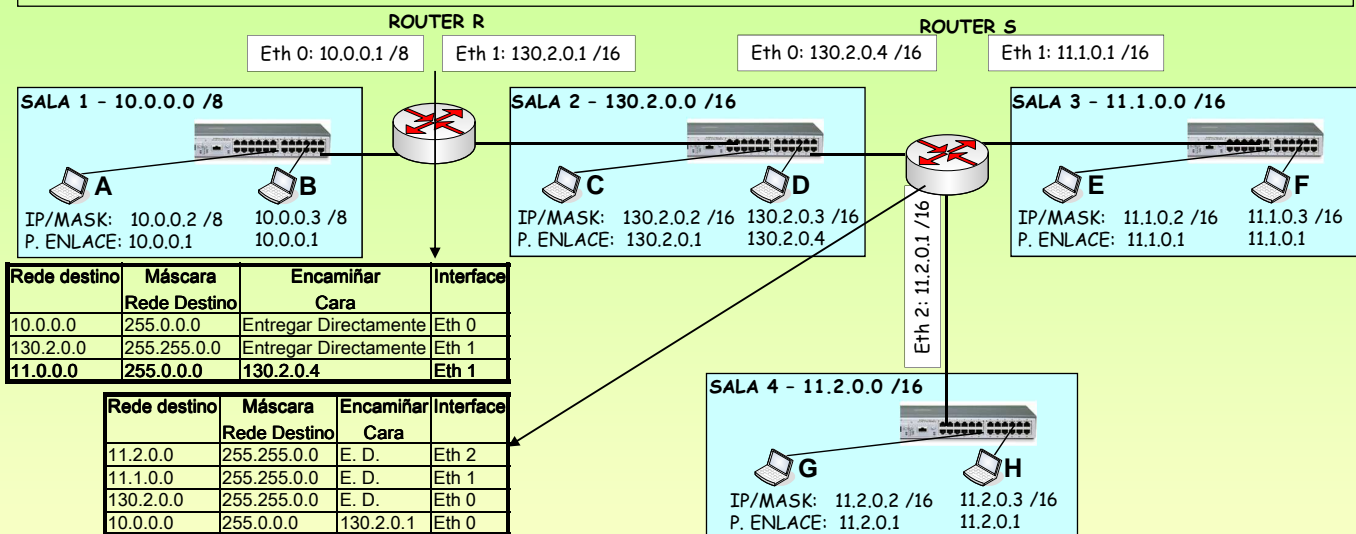 ROUTER R
ROUTER S
Eth 0: 10.0.0.1 /8
Eth 1: 130.2.0.1 /16
Eth 0: 130.2.0.4 /16
Eth 1: 11.1.0.1 /16
SALA 1 – 10.0.0.0 /8
A
B
IP/MASK: 10.0.0.2 /8 10.0.0.3 /8
P. ENLACE: 10.0.0.1 10.0.0.1
SALA 2 – 130.2.0.0 /16
C
D
IP/MASK: 130.2.0.2 /16 130.2.0.3 /16
P. ENLACE: 130.2.0.1 130.2.0.4
SALA 3 – 11.1.0.0 /16
E
F
IP/MASK: 11.1.0.2 /16 11.1.0.3 /16
P. ENLACE: 11.1.0.1 11.1.0.1
Eth 2: 11.2.0.1 /16
Rede destino Máscara Encamiñar Interface
Rede Destino Cara
10.0.0.0 255.0.0.0 Entregar Directamente Eth 0
130.2.0.0 255.255.0.0 Entregar Directamente Eth 1
11.0.0.0 255.0.0.0 130.2.0.4 Eth 1
Rede destino Máscara Encamiñar Interface
Rede Destino Cara
11.2.0.0 255.255.0.0 E. D. Eth 2
11.1.0.0 255.255.0.0 E. D. Eth 1
130.2.0.0 255.255.0.0 E. D. Eth 0
10.0.0.0 255.0.0.0 130.2.0.1 Eth 0
SALA 4 – 11.2.0.0 /16
G
H
IP/MASK: 11.2.0.2 /16 11.2.0.3 /16
P. ENLACE: 11.2.0.1 11.2.0.1